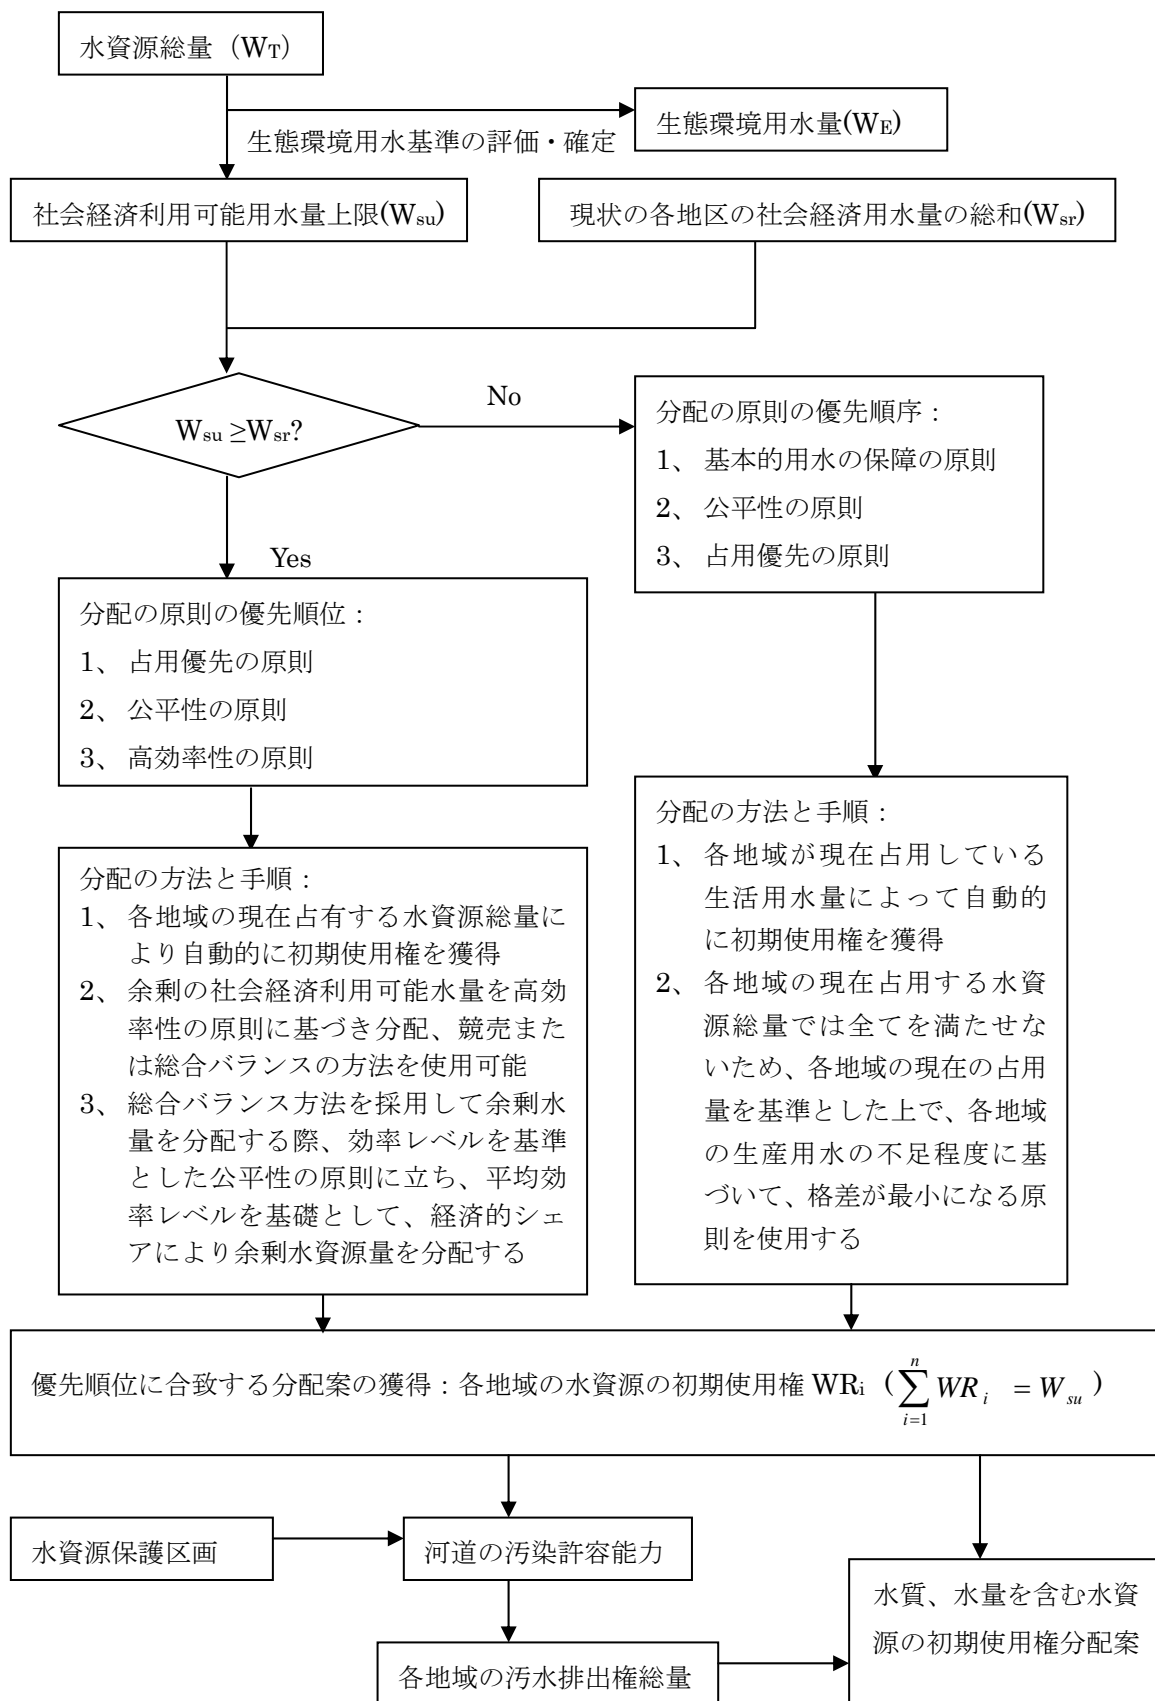 水資源総量（WT）
生態環境用水量(WE)
生態環境用水基準の評価・確定
社会経済利用可能用水量上限(Wsu)
現状の各地区の社会経済用水量の総和(Wsr)
Wsu ≥Wsr?
No
Yes
分配の原則の優先順序：
1、 基本的用水の保障の原則
2、 公平性の原則
3、 占用優先の原則
分配の原則の優先順位：
1、 占用優先の原則
2、 公平性の原則
3、 高効率性の原則
分配の方法と手順：
1、 各地域が現在占用している
生活用水量によって自動的
に初期使用権を獲得
2、 各地域の現在占用する水資
源総量では全てを満たせな
いため、各地域の現在の占用
量を基準とした上で、各地域
の生産用水の不足程度に基
づいて、格差が最小になる原
則を使用する
分配の方法と手順：
1、 各地域の現在占有する水資源総量に
より自動的に初期使用権を獲得
2、 余剰の社会経済利用可能水量を高効
率性の原則に基づき分配、競売また
は総合バランスの方法を使用可能
3、 総合バランス方法を採用して余剰水
量を分配する際、効率レベルを基準
とした公平性の原則に立ち、平均効
率レベルを基礎として、経済的シェ
アにより余剰水資源量を分配する
優先順位に合致する分配案の獲得：各地域の水資源の初期使用権 WRi（∑_{i=1}^{n} WR_i = W_su）
水資源保護区画
河道の汚染許容能力
水質、水量を含む水資
源の初期使用権分配案
各地域の汚水排出権総量